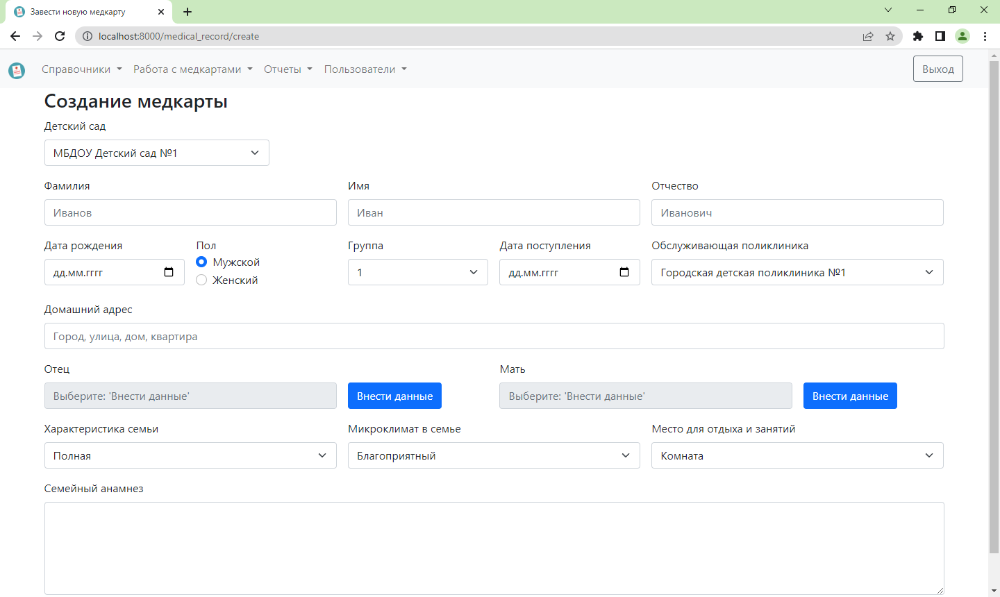 Завести новую медкарту
localhost:8000/medical_record/create
Справочники Работа с медкартами Отчеты Пользователи Выход
Создание медкарты
Детский сад
МБДОУ Детский сад №1
Фамилия Имя Отчество
Иванов Иван Иванович
Дата рождения Пол Группа Дата поступления Обслуживающая поликлиника
Мужской
дд.мм.гггг 1 дд.мм.гггг Городская детская поликлиника №1
Женский
Домашний адрес
Город, улица, дом, квартира
Отец Мать
Выберите: 'Внести данные' Внести данные Выберите: 'Внести данные' Внести данные
Характеристика семьи Микроклимат в семье Место для отдыха и занятий
Полная Благоприятный Комната
Семейный анамнез